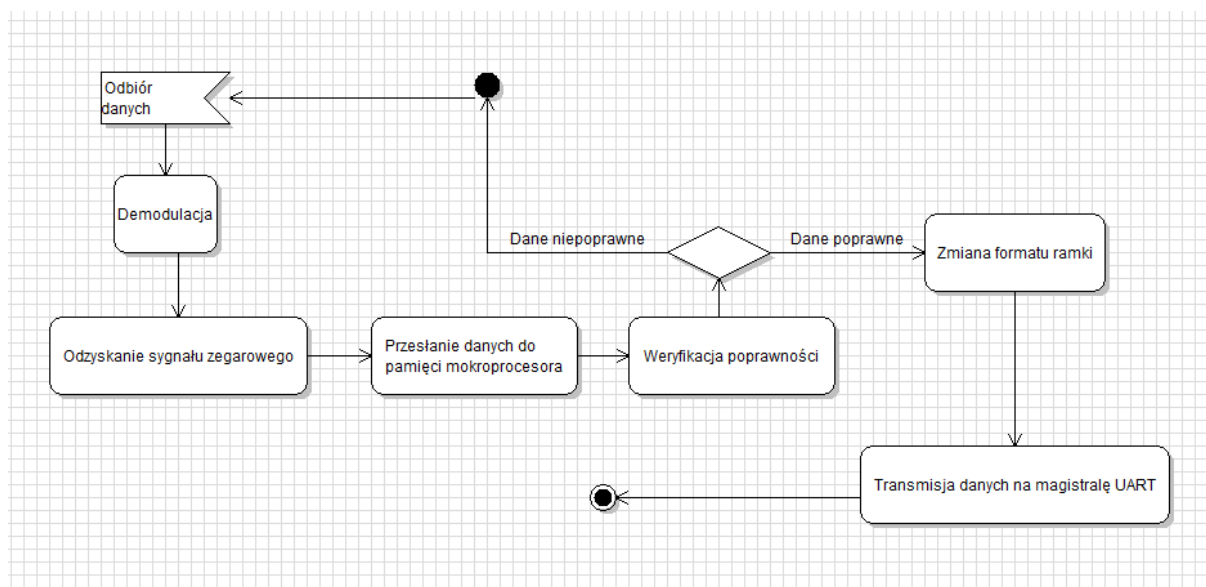 Odbiór
danych
Demodulacja
Dane niepoprawne
Dane poprawne
Zmiana formatu ramki
Odzyskanie sygnału zegarowego
Przesłanie danych do
pamięci mokroprocesora
Weryfikacja poprawności
Transmisja danych na magistralę UART